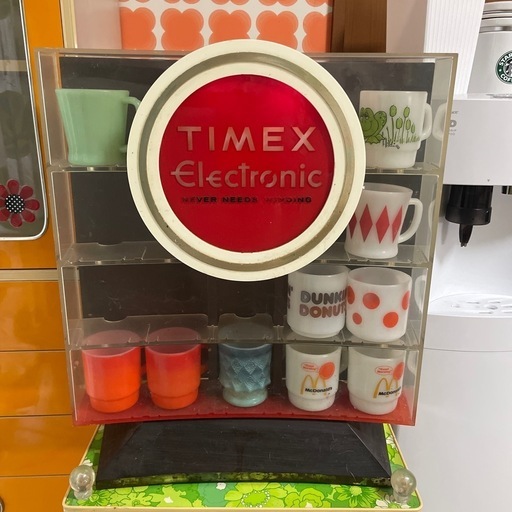 TIMEX
Electronic
NEVER NEEDS WINDING
DUNKIN'
DONUTS
McDonald's
McDonald's